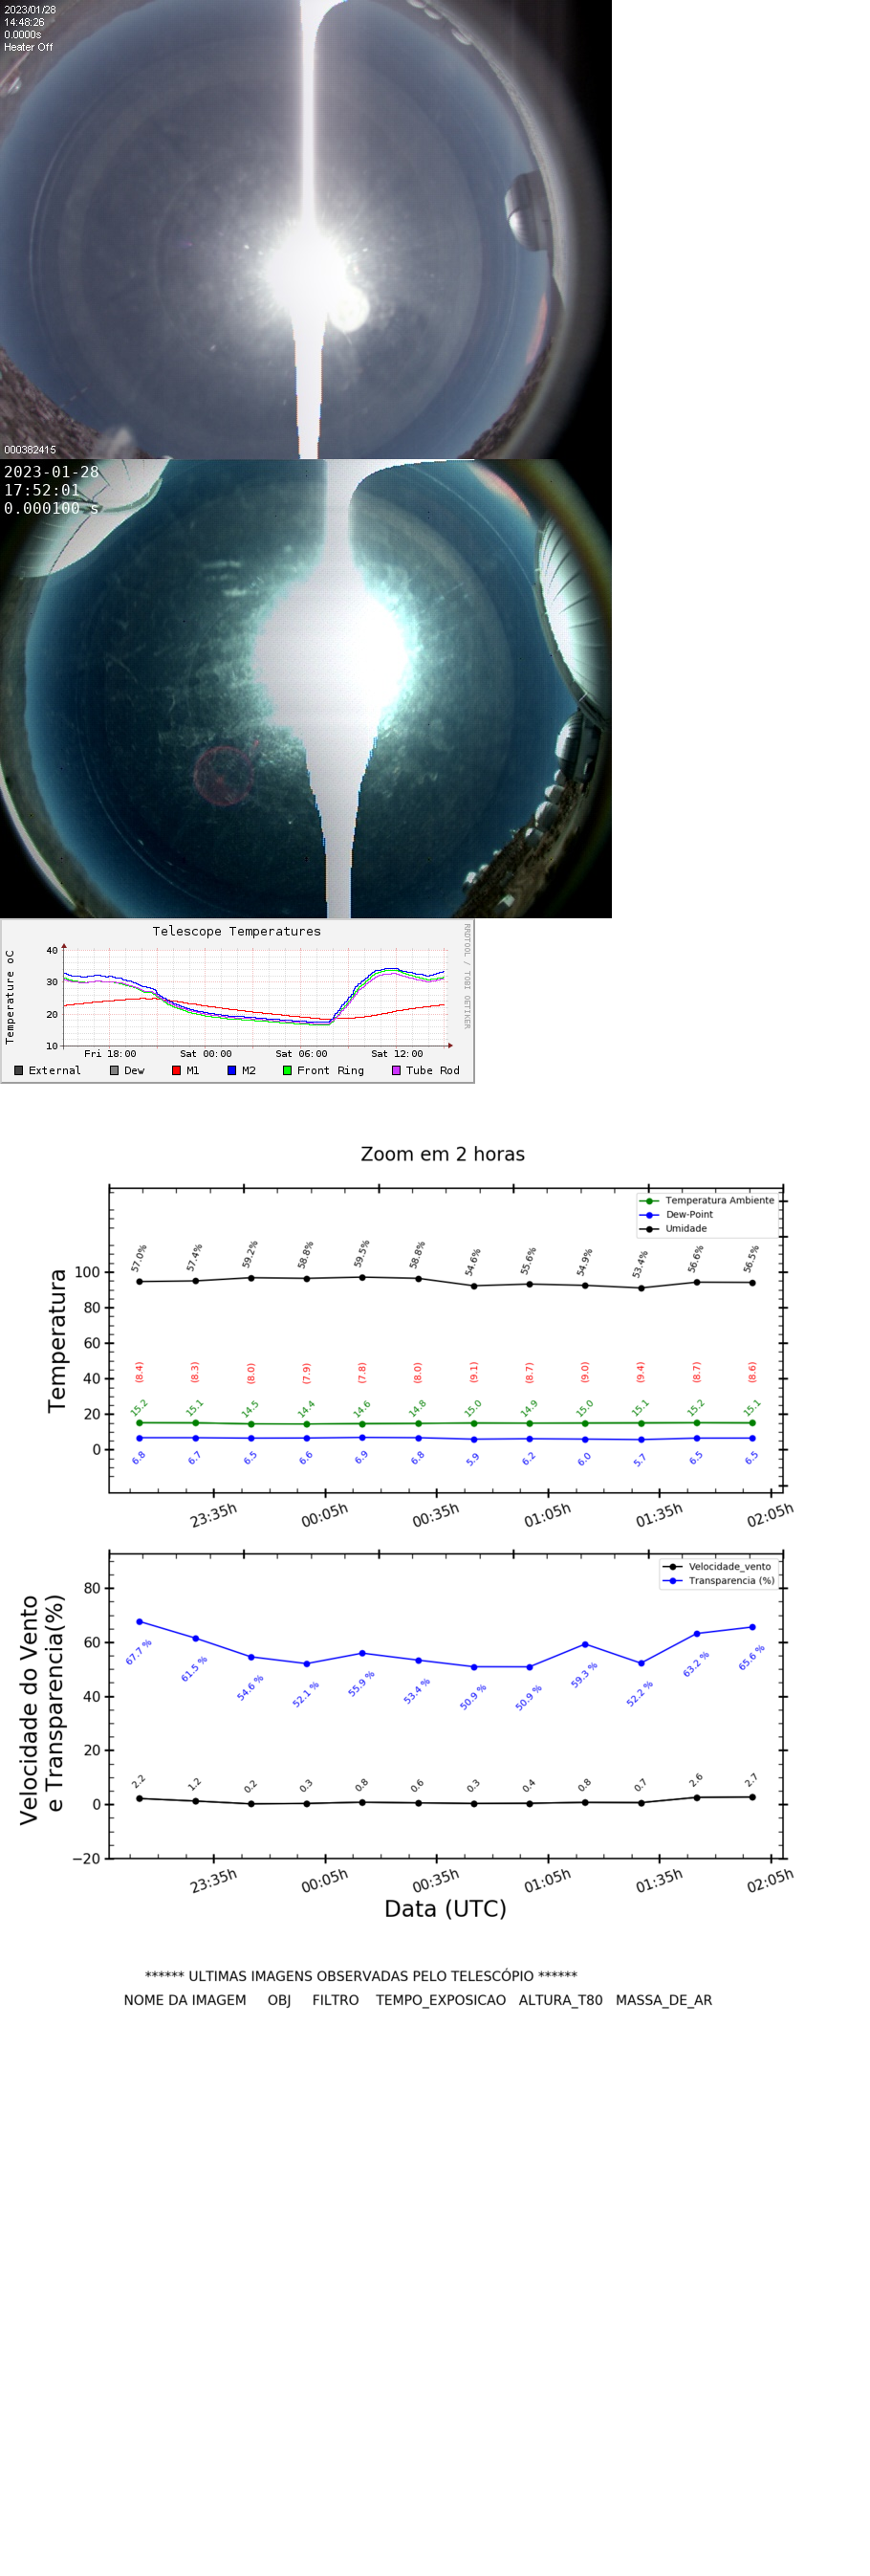 2023/01/28
14:48:26
0.0000s
Heater Off
000382415
2023-01-28
17:52:01
0.000100 s
Telescope Temperatures
RRDTOOL / TOBI OETIKER
Temperature oC
40
30
20
10
Fri 18:00 Sat 00:00 Sat 06:00 Sat 12:00
External Dew M1 M2 Front Ring Tube Rod
Zoom em 2 horas
Temperatura Ambiente
Dew-Point
Umidade
Temperatura
100
80
60
40
20
0
57.0% 57.4% 59.2% 58.8% 59.5% 58.8% 54.6% 55.6% 54.9% 53.4% 56.6% 56.5%
(8.4) (8.3) (8.0) (7.9) (7.8) (8.0) (9.1) (8.7) (9.0) (9.4) (8.7) (8.6)
15.2 15.1 14.5 14.4 14.6 14.8 15.0 14.9 15.0 15.1 15.2 15.1
6.8 6.7 6.5 6.6 6.9 6.8 5.9 6.2 6.0 5.7 6.5 6.5
23:35h 00:05h 00:35h 01:05h 01:35h 02:05h
Velocidade_vento
Transparencia (%)
Velocidade do Vento
e Transparencia(%)
80
60
40
20
0
−20
67.7 % 61.5 % 54.6 % 52.1 % 55.9 % 53.4 % 50.9 % 50.9 % 59.3 % 52.2 % 63.2 % 65.6 %
2.2 1.2 0.2 0.3 0.8 0.6 0.3 0.4 0.8 0.7 2.6 2.7
23:35h 00:05h 00:35h 01:05h 01:35h 02:05h
Data (UTC)
****** ULTIMAS IMAGENS OBSERVADAS PELO TELESCÓPIO ******
NOME DA IMAGEM OBJ FILTRO TEMPO_EXPOSICAO ALTURA_T80 MASSA_DE_AR